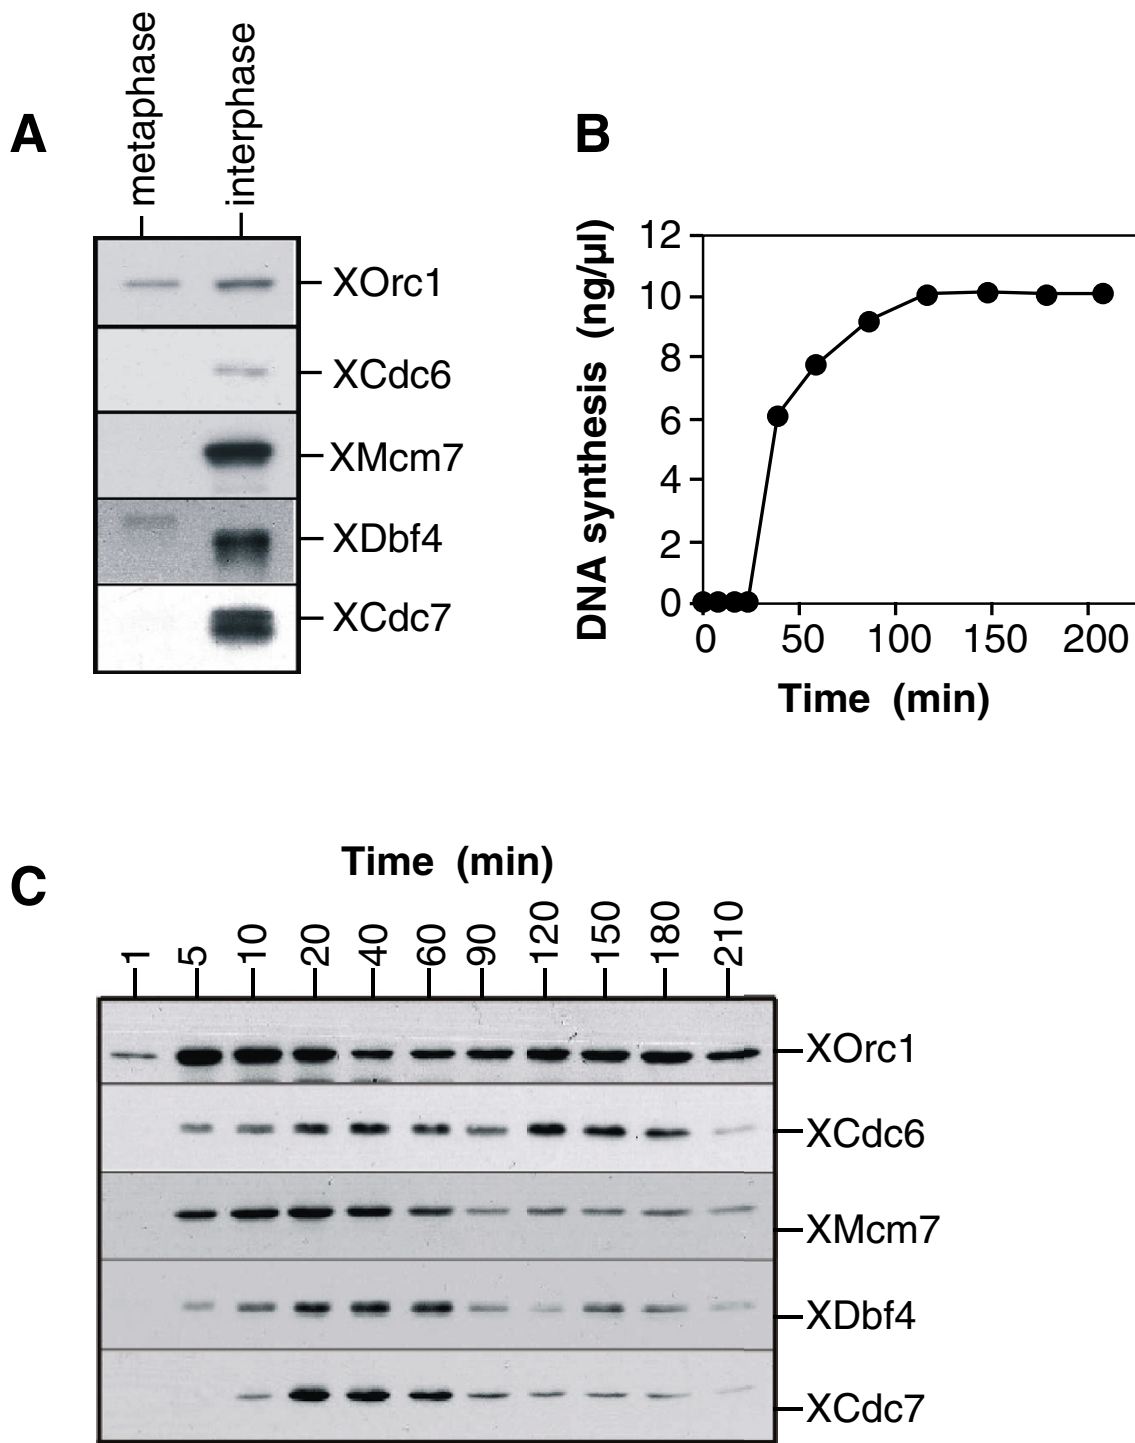 A
metaphase
interphase
XOrc1
XCdc6
XMcm7
XDbf4
XCdc7
B
DNA synthesis (ng/µl)
12
10
8
6
4
2
0
0 50 100 150 200
Time (min)
C
Time (min)
1 5 10 20 40 60 90 120 150 180 210
XOrc1
XCdc6
XMcm7
XDbf4
XCdc7